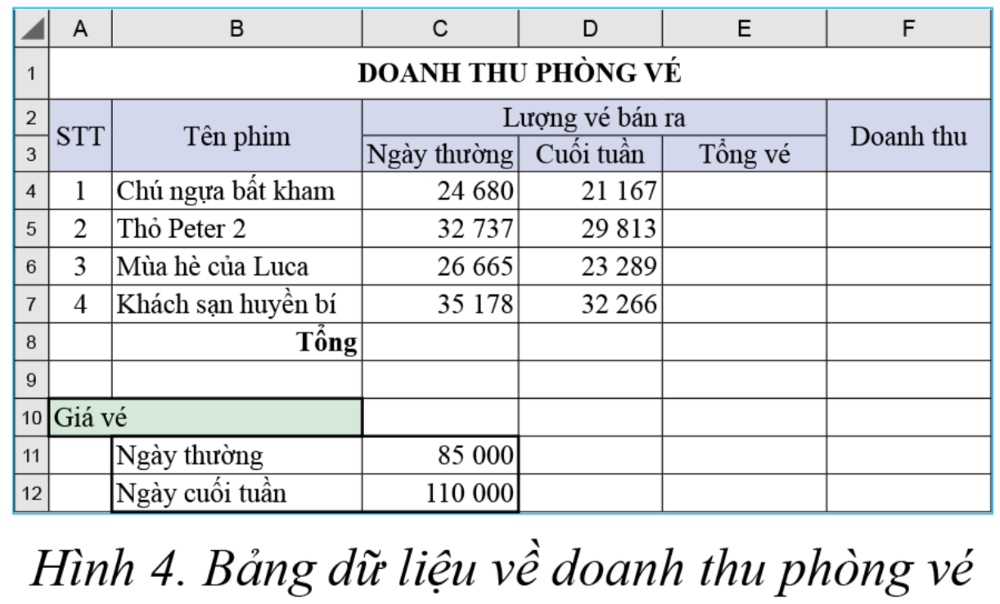 A B C D E F
1 DOANH THU PHÒNG VÉ
2 STT Tên phim Lượng vé bán ra Doanh thu
3 Ngày thường Cuối tuần Tổng vé
4 1 Chú ngựa bất kham 24 680 21 167
5 2 Thỏ Peter 2 32 737 29 813
6 3 Mùa hè của Luca 26 665 23 289
7 4 Khách sạn huyền bí 35 178 32 266
8 Tổng
9
10 Giá vé
11 Ngày thường 85 000
12 Ngày cuối tuần 110 000
Hình 4. Bảng dữ liệu về doanh thu phòng vé